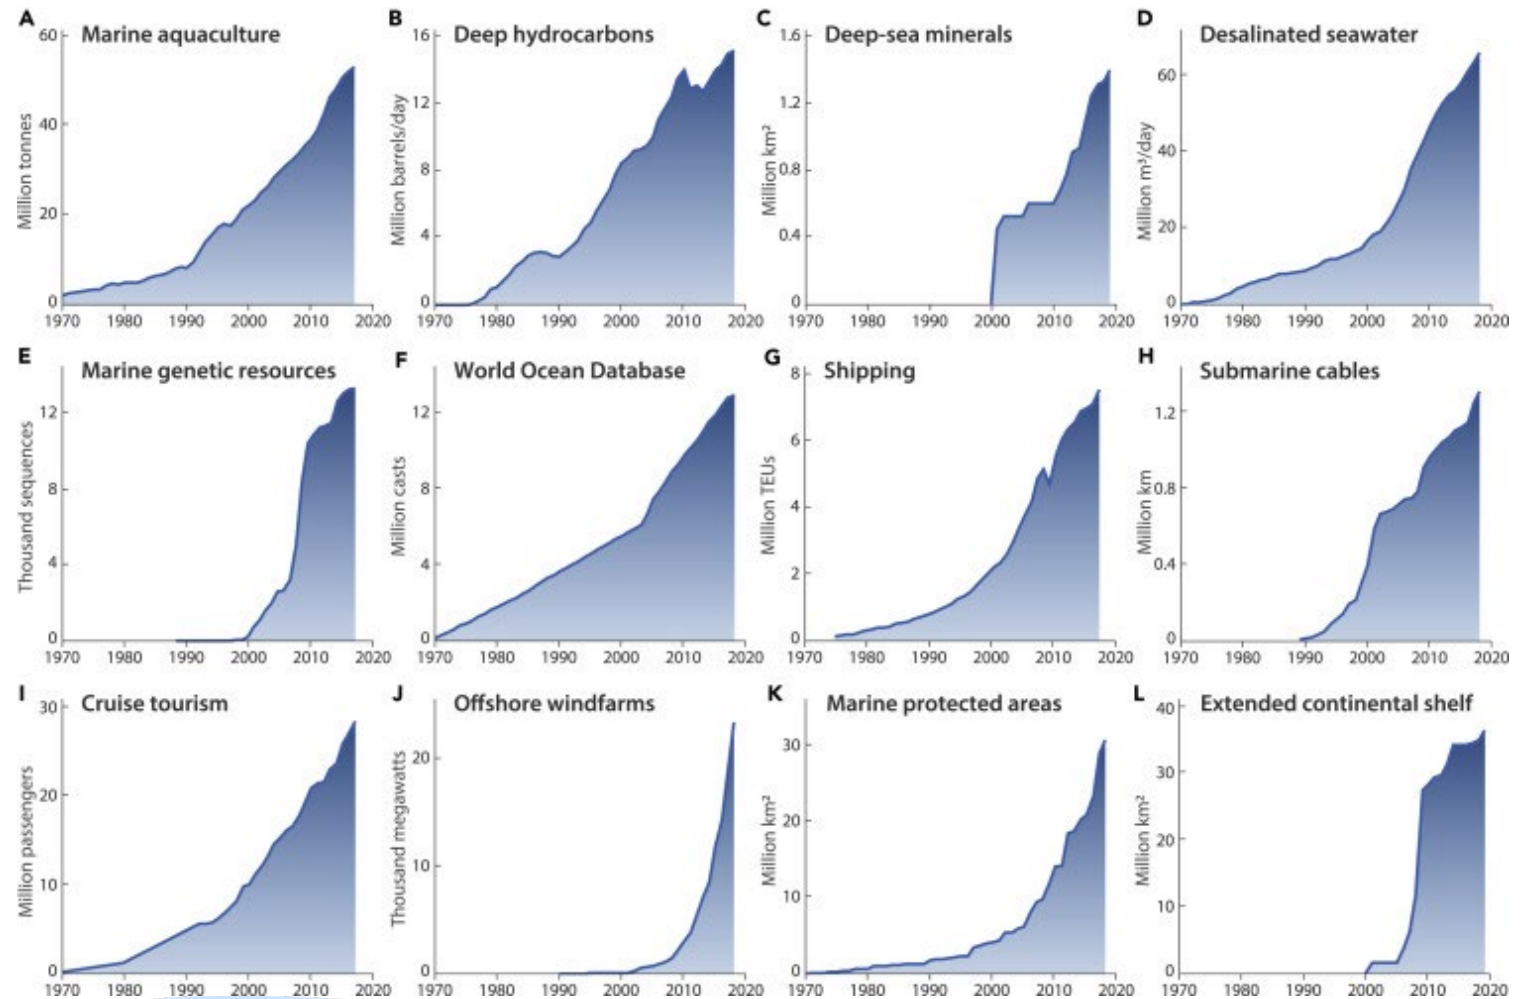 A
Marine aquaculture
Million tonnes
60
40
20
0
1970 1980 1990 2000 2010 2020
B
Deep hydrocarbons
Million barrels/day
16
12
8
4
0
1970 1980 1990 2000 2010 2020
C
Deep-sea minerals
Million km²
1.6
1.2
0.8
0.4
0
1970 1980 1990 2000 2010 2020
D
Desalinated seawater
Million m³/day
60
40
20
0
1970 1980 1990 2000 2010 2020
E
Marine genetic resources
Thousand sequences
12
8
4
0
1970 1980 1990 2000 2010 2020
F
World Ocean Database
Million casts
12
8
4
0
1970 1980 1990 2000 2010 2020
G
Shipping
Million TEUs
8
6
4
2
0
1970 1980 1990 2000 2010 2020
H
Submarine cables
Million km
1.2
0.8
0.4
0
1970 1980 1990 2000 2010 2020
I
Cruise tourism
Million passengers
30
20
10
0
1970 1980 1990 2000 2010 2020
J
Offshore windfarms
Thousand megawatts
20
10
0
1970 1980 1990 2000 2010 2020
K
Marine protected areas
Million km²
30
20
10
0
1970 1980 1990 2000 2010 2020
L
Extended continental shelf
Million km²
40
30
20
10
0
1970 1980 1990 2000 2010 2020